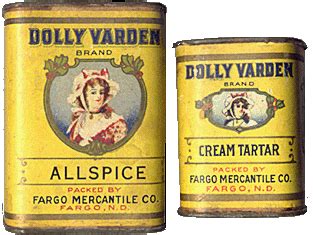 DOLLY VARDEN
BRAND
ALLSPICE
PACKED BY
FARGO MERCANTILE CO.
FARGO, N.D.
DOLLY VARDEN
BRAND
CREAM TARTAR
PACKED BY
FARGO MERCANTILE CO.
FARGO, N.D.